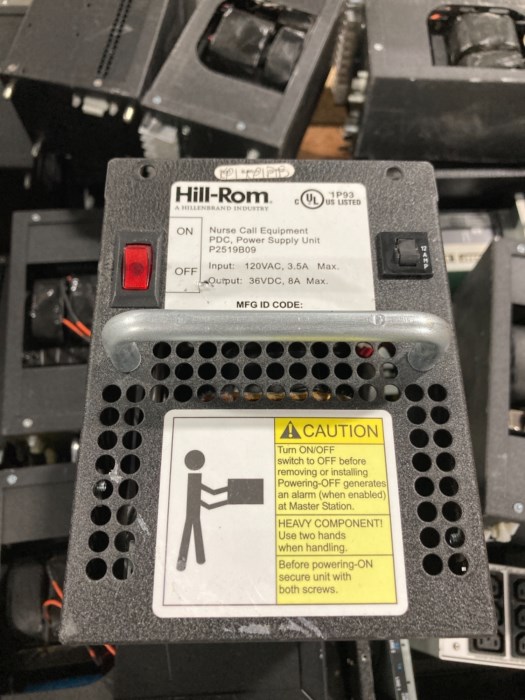 Hill-Rom.
A HILLENBRAND INDUSTRY
C UL US LISTED
1P93
ON
OFF
Nurse Call Equipment
PDC, Power Supply Unit
P2519B09
Input: 120VAC, 3.5A Max.
Output: 36VDC, 8A Max.
MFG ID CODE:
12 AMP
CAUTION
Turn ON/OFF
switch to OFF before
removing or installing
Powering-OFF generates
an alarm (when enabled)
at Master Station.
HEAVY COMPONENT!
Use two hands
when handling.
Before powering-ON
secure unit with
both screws.